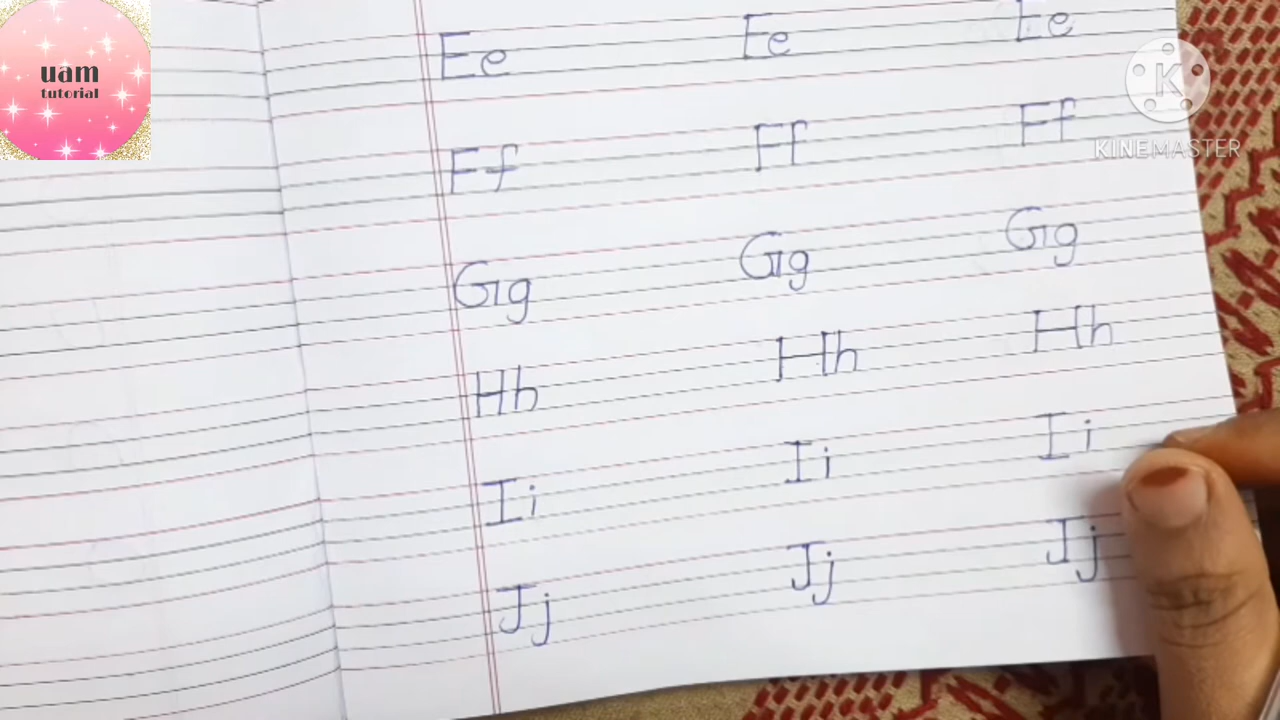 uam
tutorial
KINEMASTER
Ee Ee Ee
Ff Ff Ff
Gg Gg Gg
Hh Hh Hh
Ii Ii Ii
Jj Jj Jj